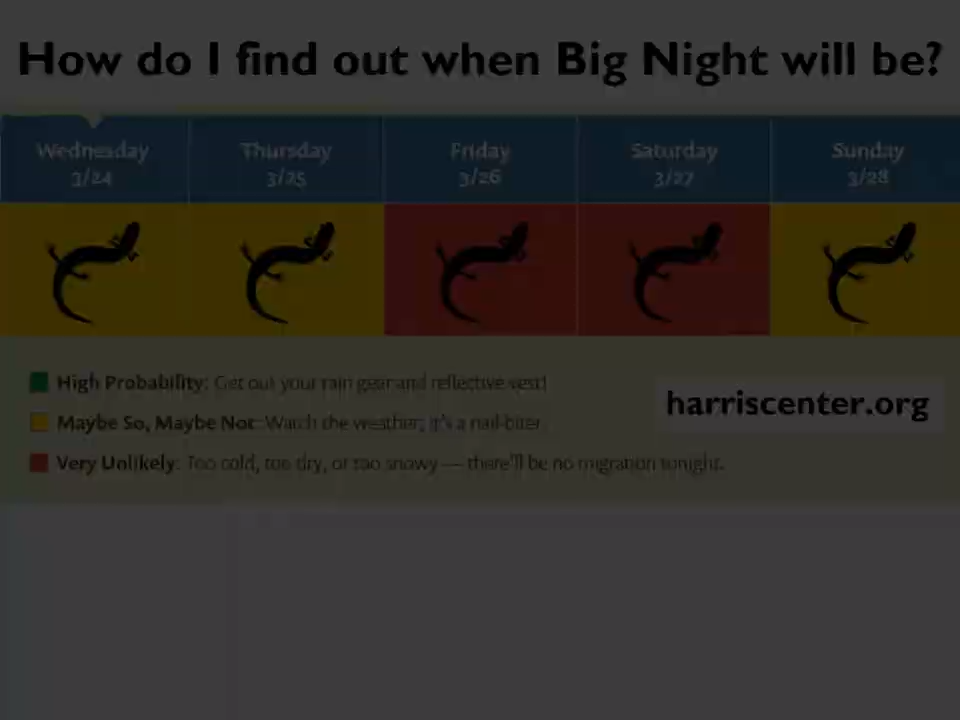 How do I find out when Big Night will be?
Wednesday Thursday Friday Saturday Sunday
3/24 3/25 3/26 3/27 3/28
High Probability: Get out your rain gear and reflective vest!
harriscenter.org
Maybe So, Maybe Not: Watch the weather; it's a nail-biter.
Very Unlikely: Too cold, too dry, or too snowy — there'll be no migration tonight.